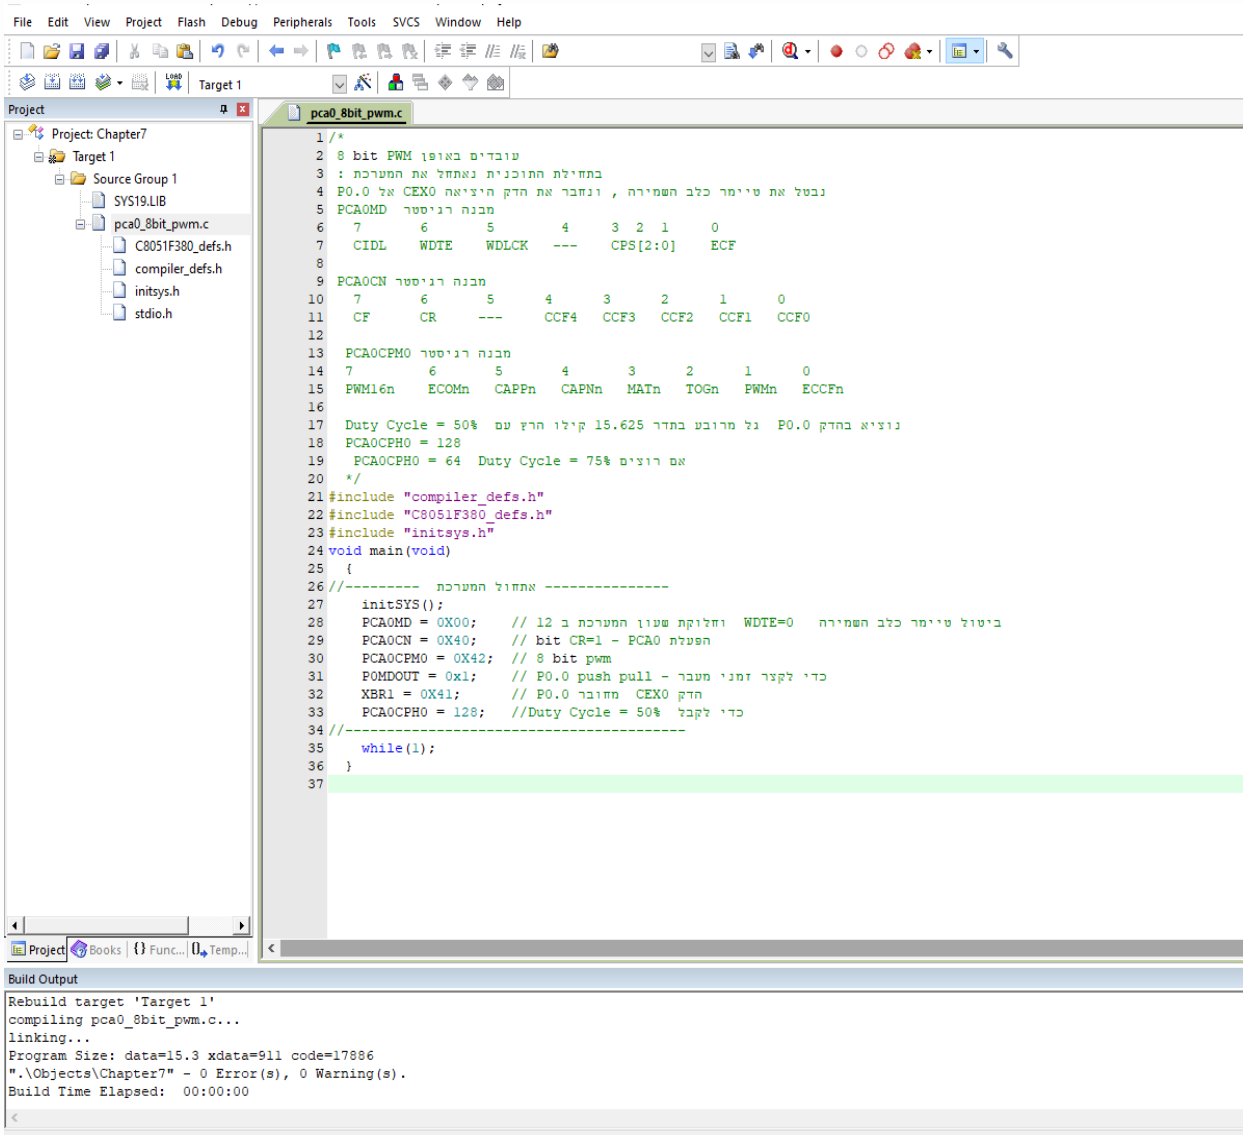 File Edit View Project Flash Debug Peripherals Tools SVCS Window Help
Target 1
Project
Project: Chapter7
Target 1
Source Group 1
SYS19.LIB
pca0_8bit_pwm.c
C8051F380_defs.h
compiler_defs.h
initsys.h
stdio.h
Project Books {} Func... Temp...
pca0_8bit_pwm.c
1 /*
2 8 bit PWM עובדים באופן
3 בתחילת התוכנית נאתחל את המערכת :
4 נבטל את טיימר כלב השמירה , ונחבר את הדק היציאה CEX0 אל P0.0
5 PCA0MD מבנה רגיסטר
6 7 6 5 4 3 2 1 0
7 CIDL WDTE WDLCK --- CPS[2:0] ECF
8
9 PCA0CN מבנה רגיסטר
10 7 6 5 4 3 2 1 0
11 CF CR --- CCF4 CCF3 CCF2 CCF1 CCF0
12
13 PCA0CPM0 מבנה רגיסטר
14 7 6 5 4 3 2 1 0
15 PWM16n ECOMn CAPPn CAPNn MATn TOGn PWMn ECCFn
16
17 נוציא בהדק P0.0 גל מרובע בתדר 15.625 קילו הרץ עם Duty Cycle = 50%
18 PCA0CPH0 = 128
19 PCA0CPH0 = 64 Duty Cycle = 75% אם רוצים
20 */
21 #include "compiler_defs.h"
22 #include "C8051F380_defs.h"
23 #include "initsys.h"
24 void main(void)
25 {
26 //--------- אתחול המערכת ---------------
27 initSYS();
28 PCA0MD = 0X00; // ביטול טיימר כלב השמירה WDTE=0 וחלוקת שעון המערכת ב 12
29 PCA0CN = 0X40; // bit CR=1 - PCA0 הפעלת
30 PCA0CPM0 = 0X42; // 8 bit pwm
31 P0MDOUT = 0x1; // P0.0 push pull - כדי לקצר זמני מעבר
32 XBR1 = 0X41; // P0.0 מחובר CEX0 הדק
33 PCA0CPH0 = 128; //Duty Cycle = 50% כדי לקבל
34 //-----------------------------------------
35 while(1);
36 }
37
Build Output
Rebuild target 'Target 1'
compiling pca0_8bit_pwm.c...
linking...
Program Size: data=15.3 xdata=911 code=17886
".\Objects\Chapter7" - 0 Error(s), 0 Warning(s).
Build Time Elapsed: 00:00:00